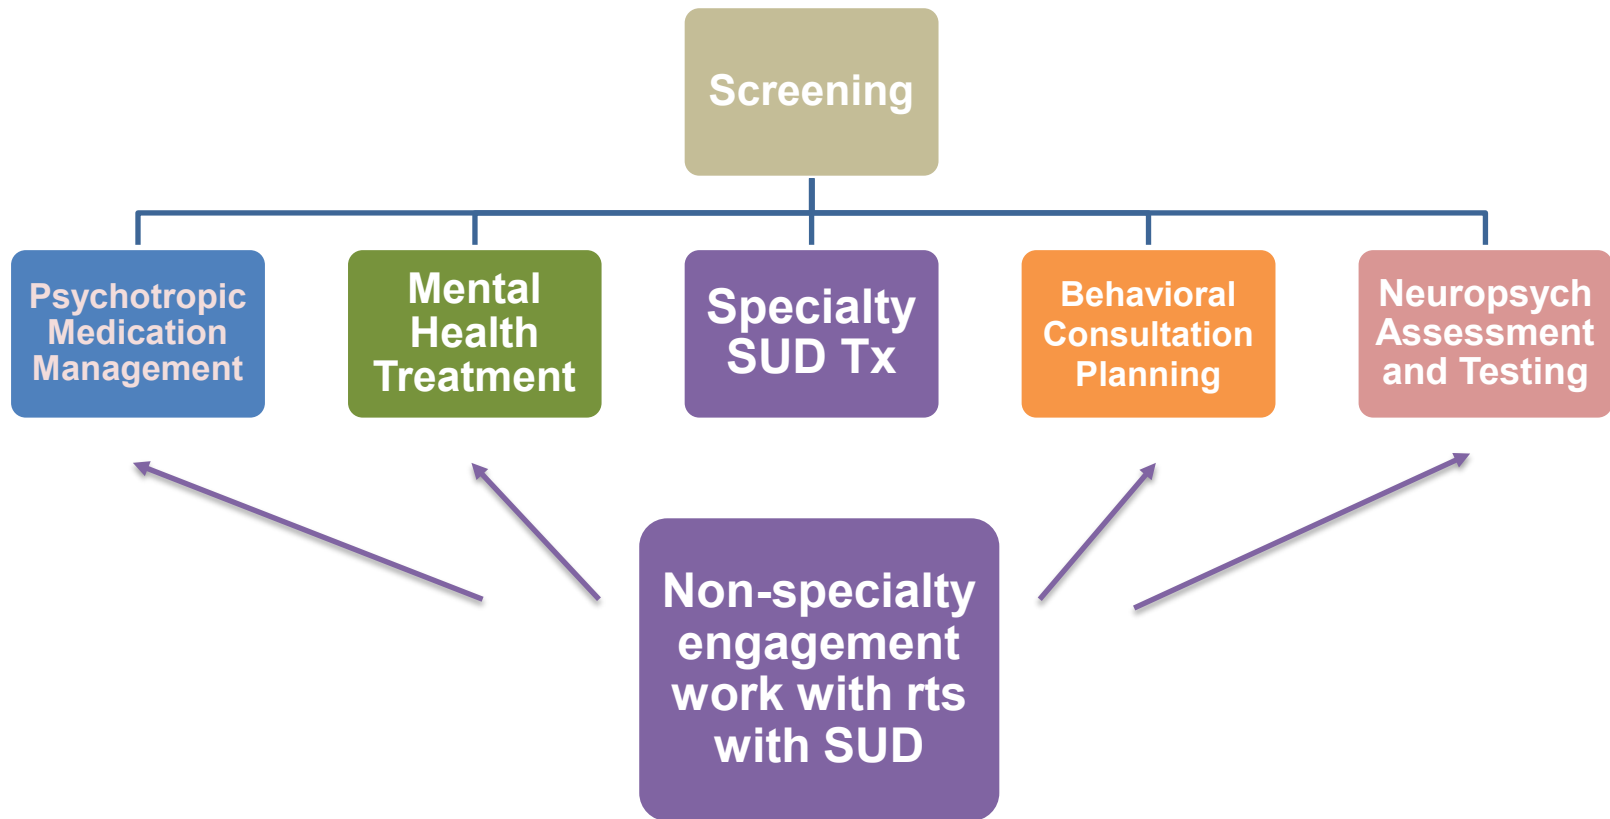 Screening
Psychotropic
Medication
Management
Mental
Health
Treatment
Specialty
SUD Tx
Behavioral
Consultation
Planning
Neuropsych
Assessment
and Testing
Non-specialty
engagement
work with rts
with SUD